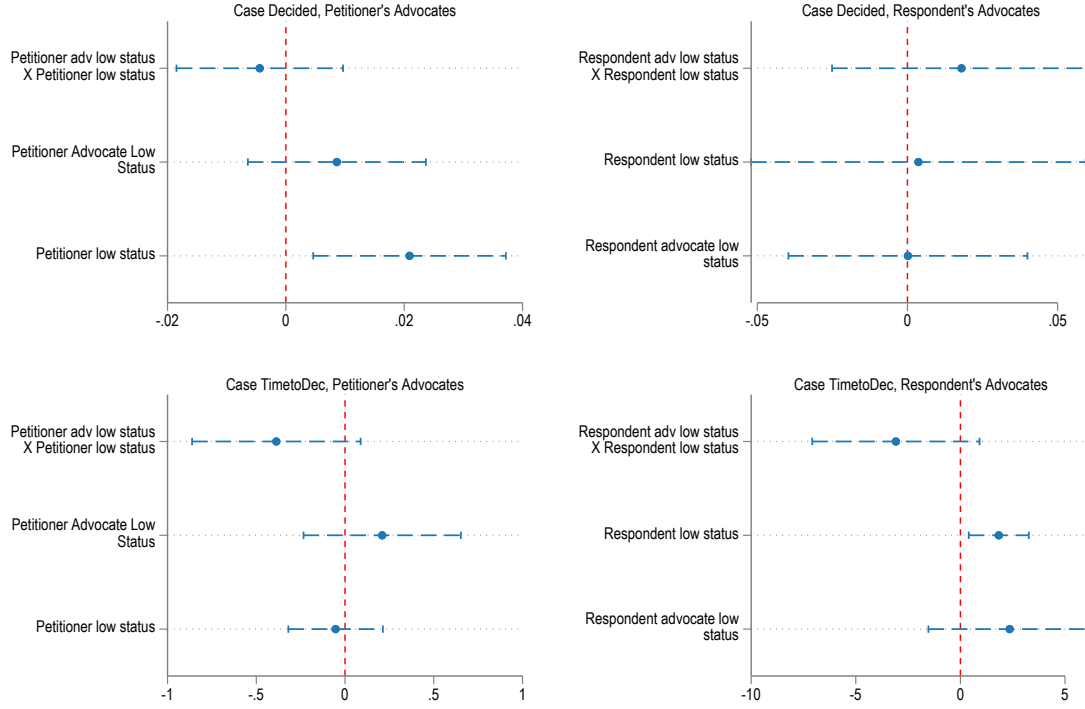 Case Decided, Petitioner's Advocates
Petitioner adv low status
X Petitioner low status
Petitioner Advocate Low
Status
Petitioner low status
-.02 0 .02 .04
Case Decided, Respondent's Advocates
Respondent adv low status
X Respondent low status
Respondent low status
Respondent advocate low
status
-.05 0 .05
Case TimetoDec, Petitioner's Advocates
Petitioner adv low status
X Petitioner low status
Petitioner Advocate Low
Status
Petitioner low status
-1 -.5 0 .5 1
Case TimetoDec, Respondent's Advocates
Respondent adv low status
X Respondent low status
Respondent low status
Respondent advocate low
status
-10 -5 0 5